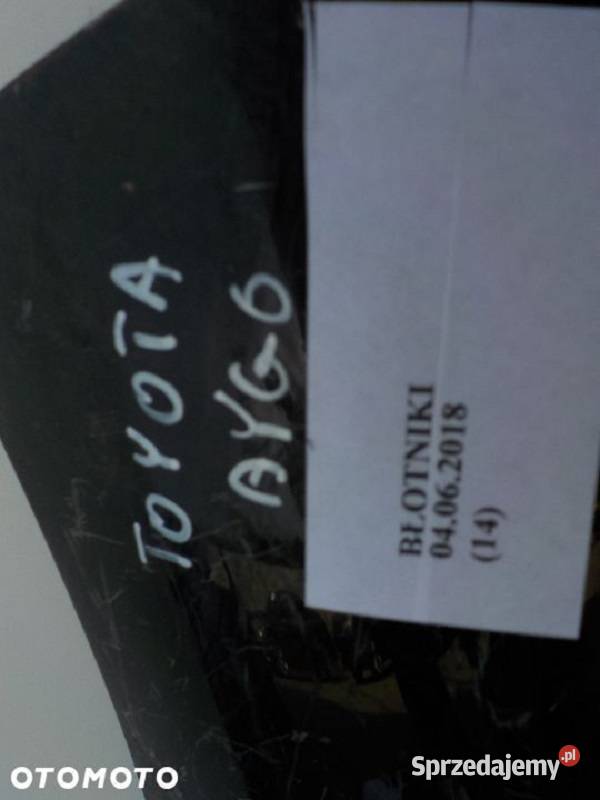 TOYOTA
AYGO
BŁOTNIKI
04.06.2018
(14)
OTOMOTO
Sprzedajemy.pl